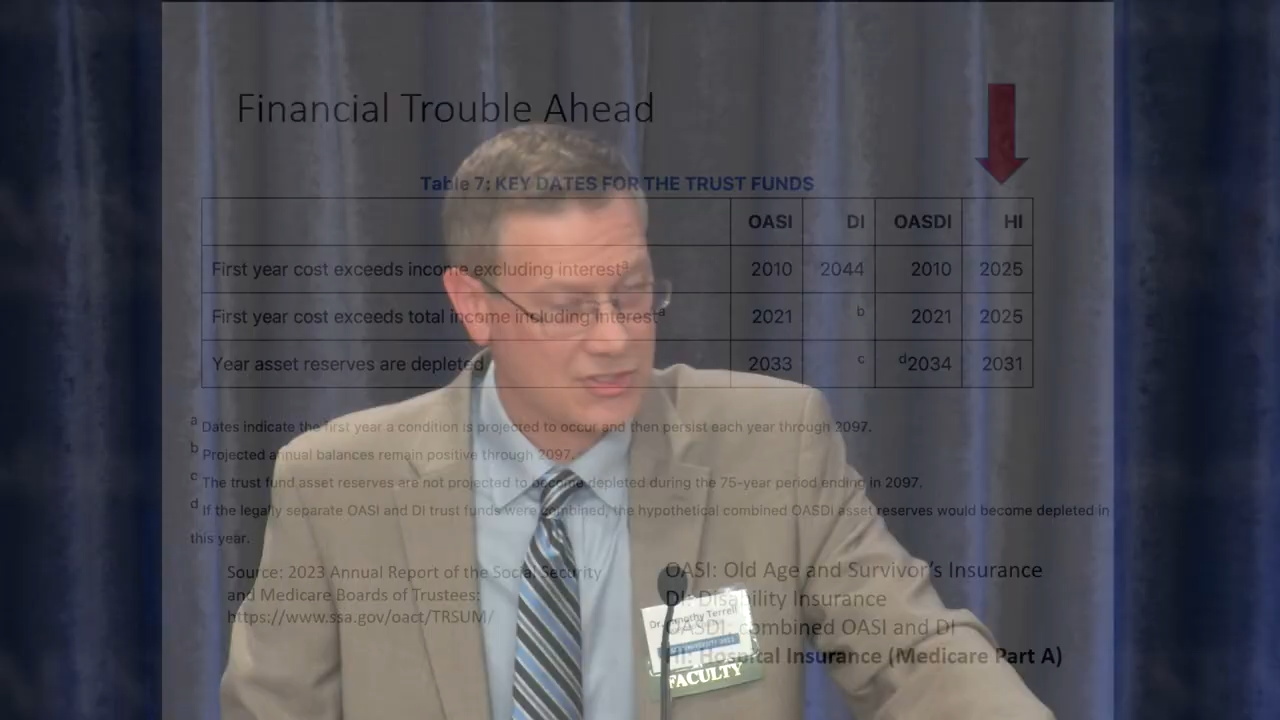 Financial Trouble Ahead
Table 7: KEY DATES FOR THE TRUST FUNDS
OASI DI OASDI HI
First year cost exceeds income excluding interest a 2010 2044 2010 2025
First year cost exceeds total income including interest a 2021 b 2021 2025
Year asset reserves are depleted 2033 c d 2034 2031
a Dates indicate the first year a condition is projected to occur and then persist each year through 2097.
b Projected annual balances remain positive through 2097.
c The trust fund asset reserves are not projected to become depleted during the 75-year period ending in 2097.
d If the legally separate OASI and DI trust funds were combined, the hypothetical combined OASDI asset reserves would become depleted in
this year.
Source: 2023 Annual Report of the Social Security
and Medicare Boards of Trustees:
https://www.ssa.gov/oact/TRSUM/
OASI: Old Age and Survivor's Insurance
DI: Disability Insurance
OASDI: combined OASI and DI
HI: Hospital Insurance (Medicare Part A)
Dr. Timothy Terrell
FACULTY